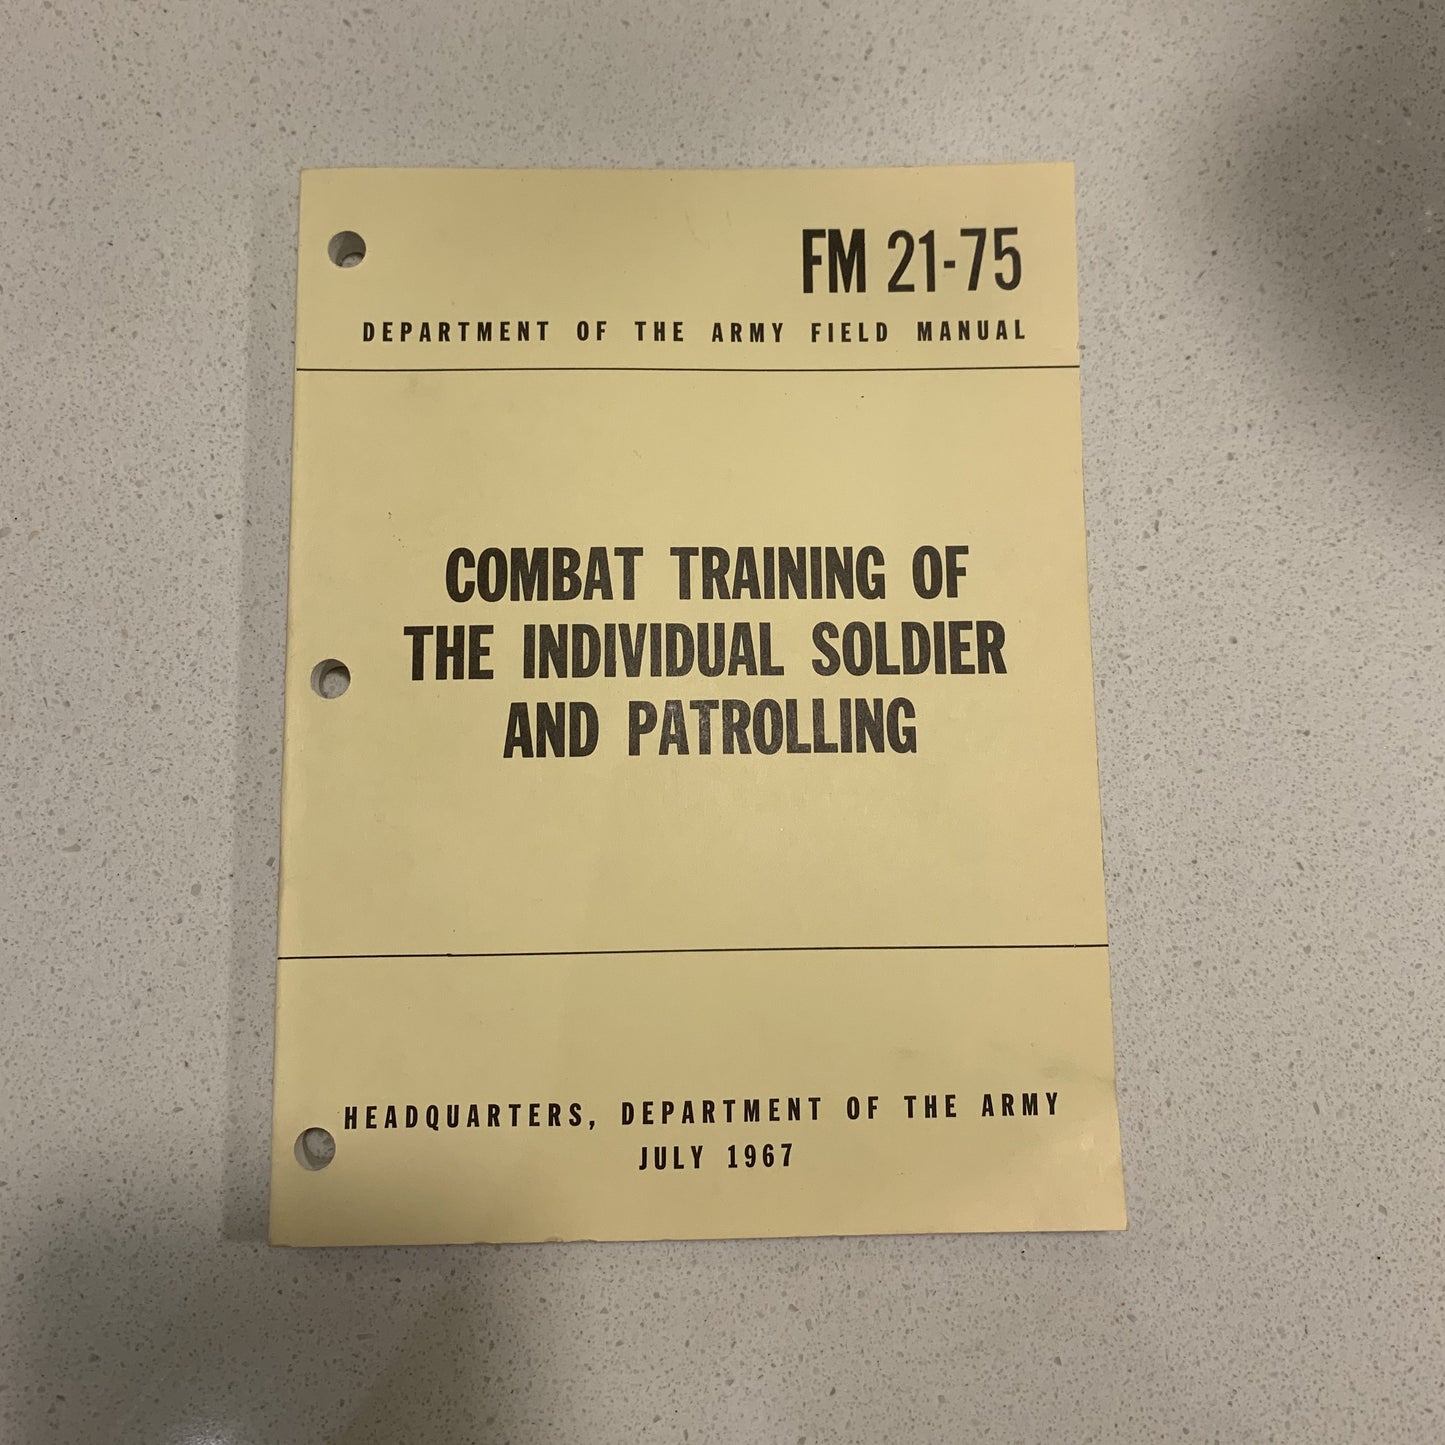 FM 21-75
DEPARTMENT OF THE ARMY FIELD MANUAL
COMBAT TRAINING OF
THE INDIVIDUAL SOLDIER
AND PATROLLING
HEADQUARTERS, DEPARTMENT OF THE ARMY
JULY 1967